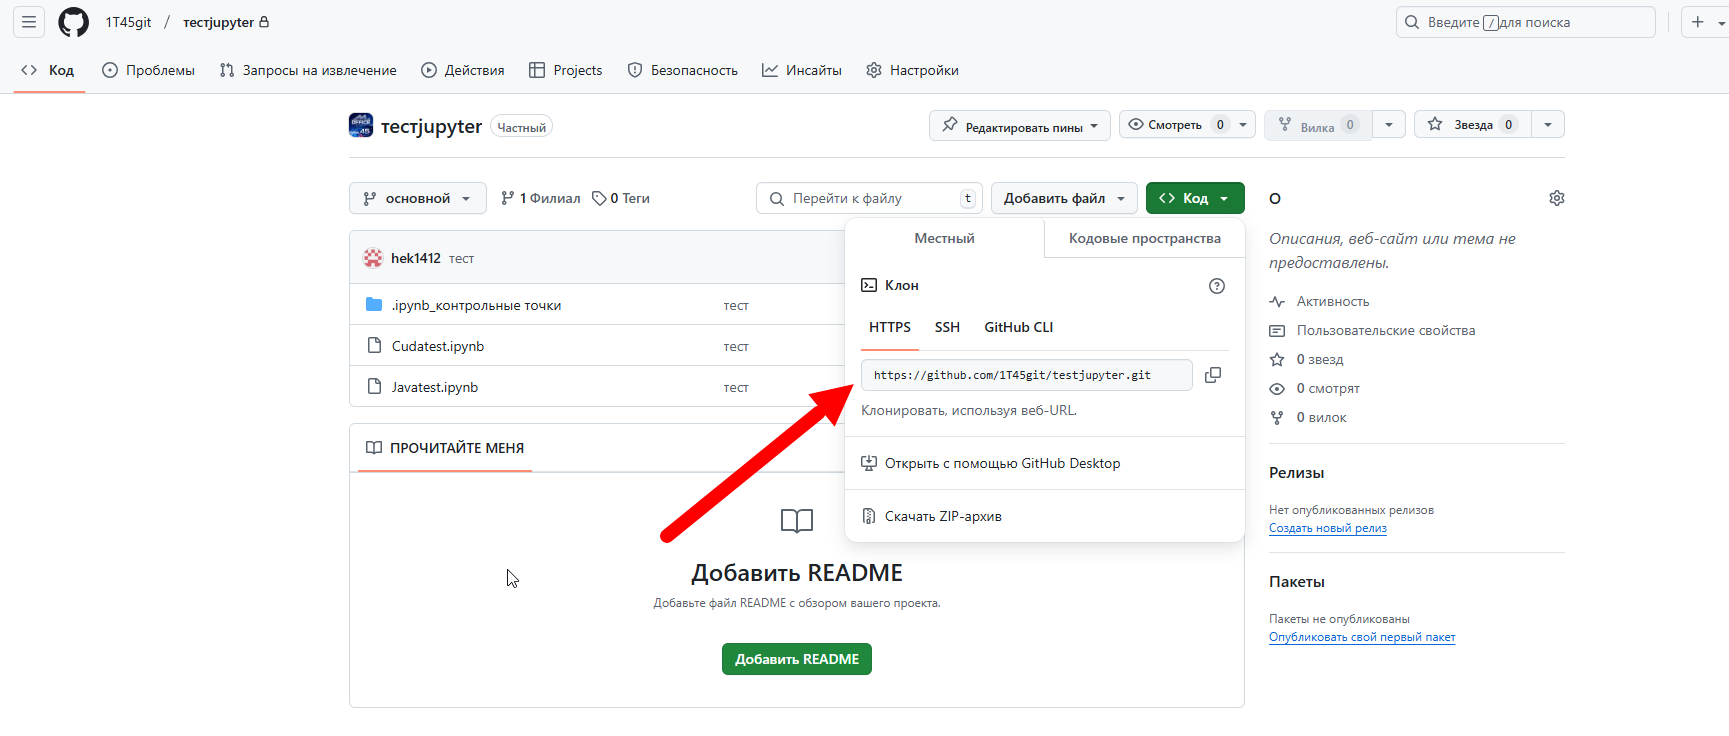 1T45git / тестjupyter
Введите / для поиска
Код
Проблемы
Запросы на извлечение
Действия
Projects
Безопасность
Инсайты
Настройки
тестjupyter Частный
Редактировать пины
Смотреть 0
Вилка 0
Звезда 0
основной
1 Филиал
0 Теги
Перейти к файлу t
Добавить файл
Код
hek1412 тест
.ipynb_контрольные точки тест
Cudatest.ipynb тест
Javatest.ipynb тест
ПРОЧИТАЙТЕ МЕНЯ
Добавить README
Добавьте файл README с обзором вашего проекта.
Добавить README
Местный
Кодовые пространства
Клон
HTTPS SSH GitHub CLI
https://github.com/1T45git/testjupyter.git
Клонировать, используя веб-URL.
Открыть с помощью GitHub Desktop
Скачать ZIP-архив
О
Описания, веб-сайт или тема не
предоставлены.
Активность
Пользовательские свойства
0 звезд
0 смотрят
0 вилок
Релизы
Нет опубликованных релизов
Создать новый релиз
Пакеты
Пакеты не опубликованы
Опубликовать свой первый пакет